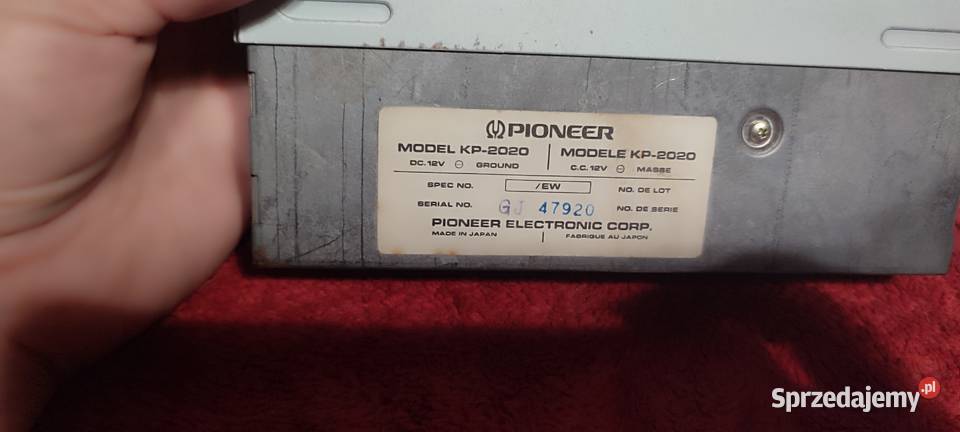 PIONEER
MODEL KP-2020 MODELE KP-2020
DC.12V ⊖ GROUND C.C.12V ⊖ MASSE
SPEC NO. /EW NO. DE LOT
SERIAL NO. GJ 47920 NO. DE SERIE
PIONEER ELECTRONIC CORP.
MADE IN JAPAN FABRIQUE AU JAPON
Sprzedajemy.pl